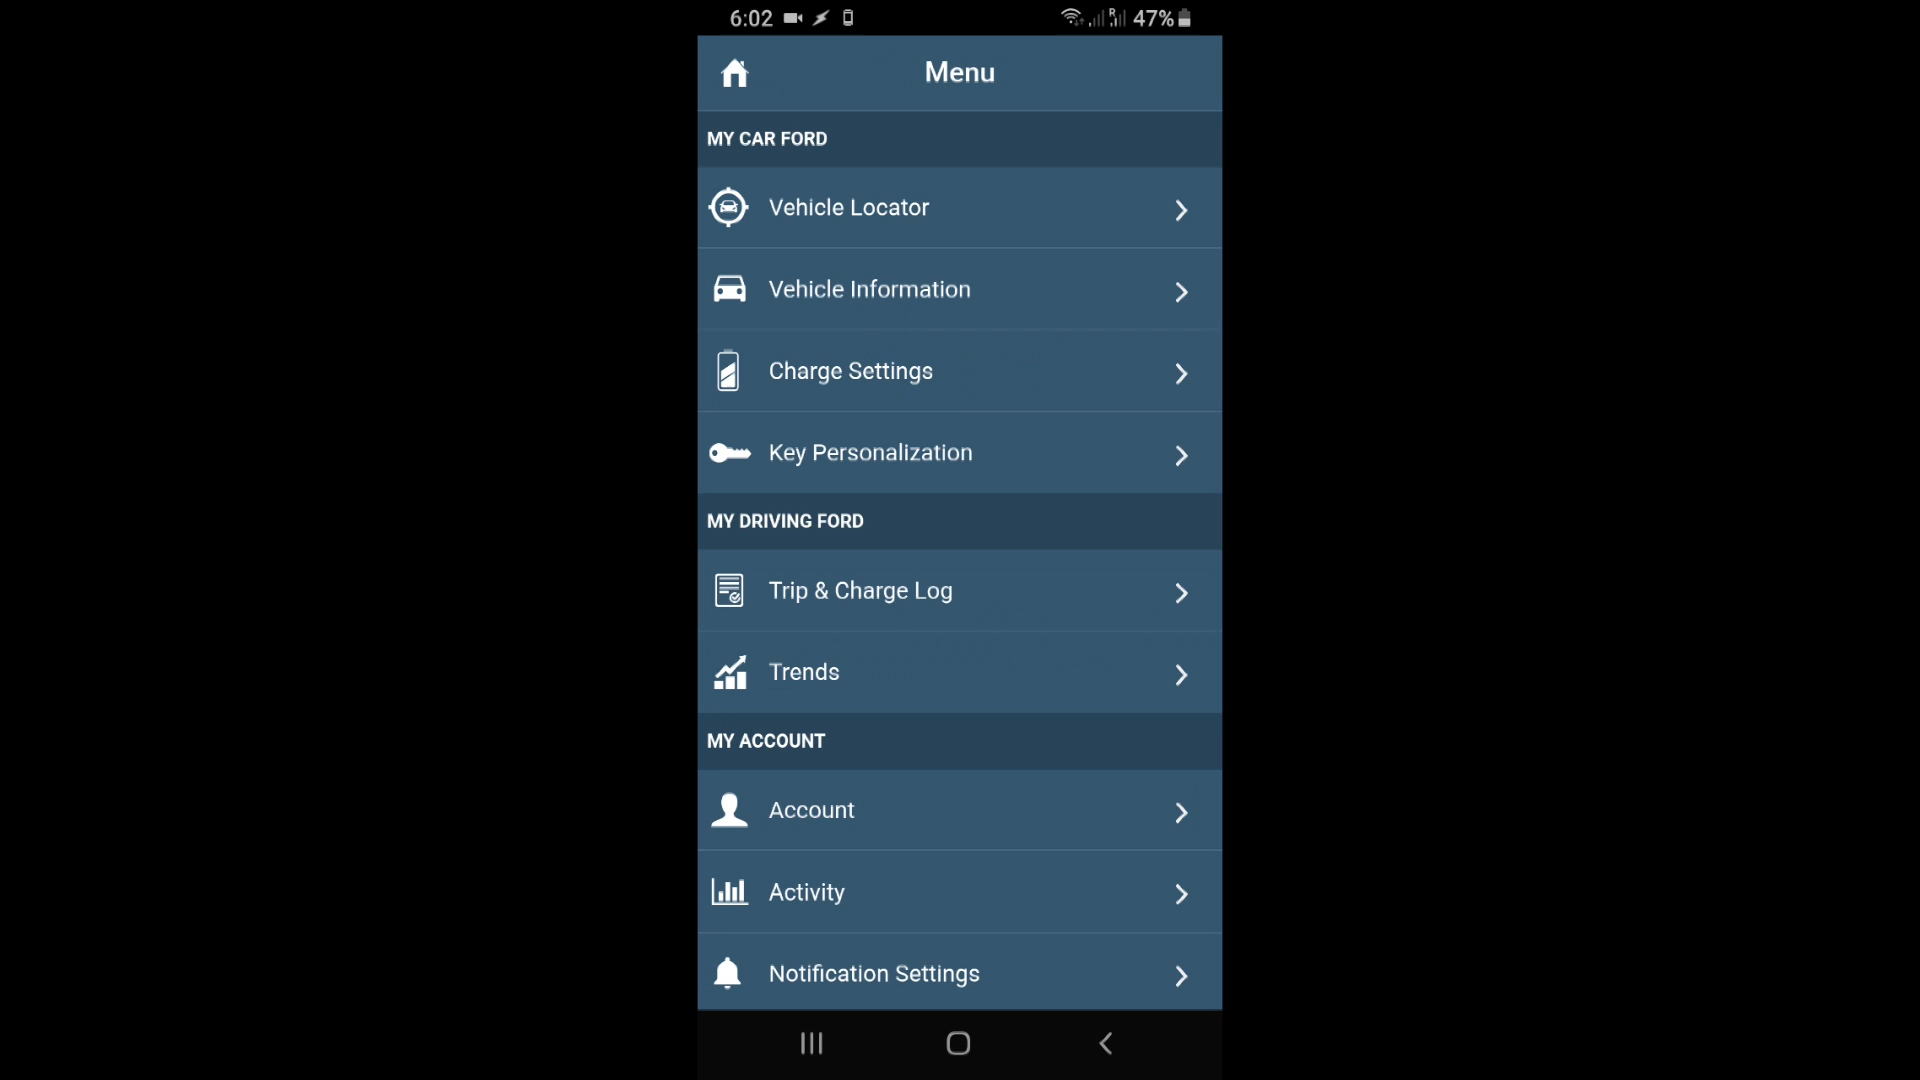 6:02 R 47%
Menu
MY CAR FORD
Vehicle Locator
Vehicle Information
Charge Settings
Key Personalization
MY DRIVING FORD
Trip & Charge Log
Trends
MY ACCOUNT
Account
Activity
Notification Settings